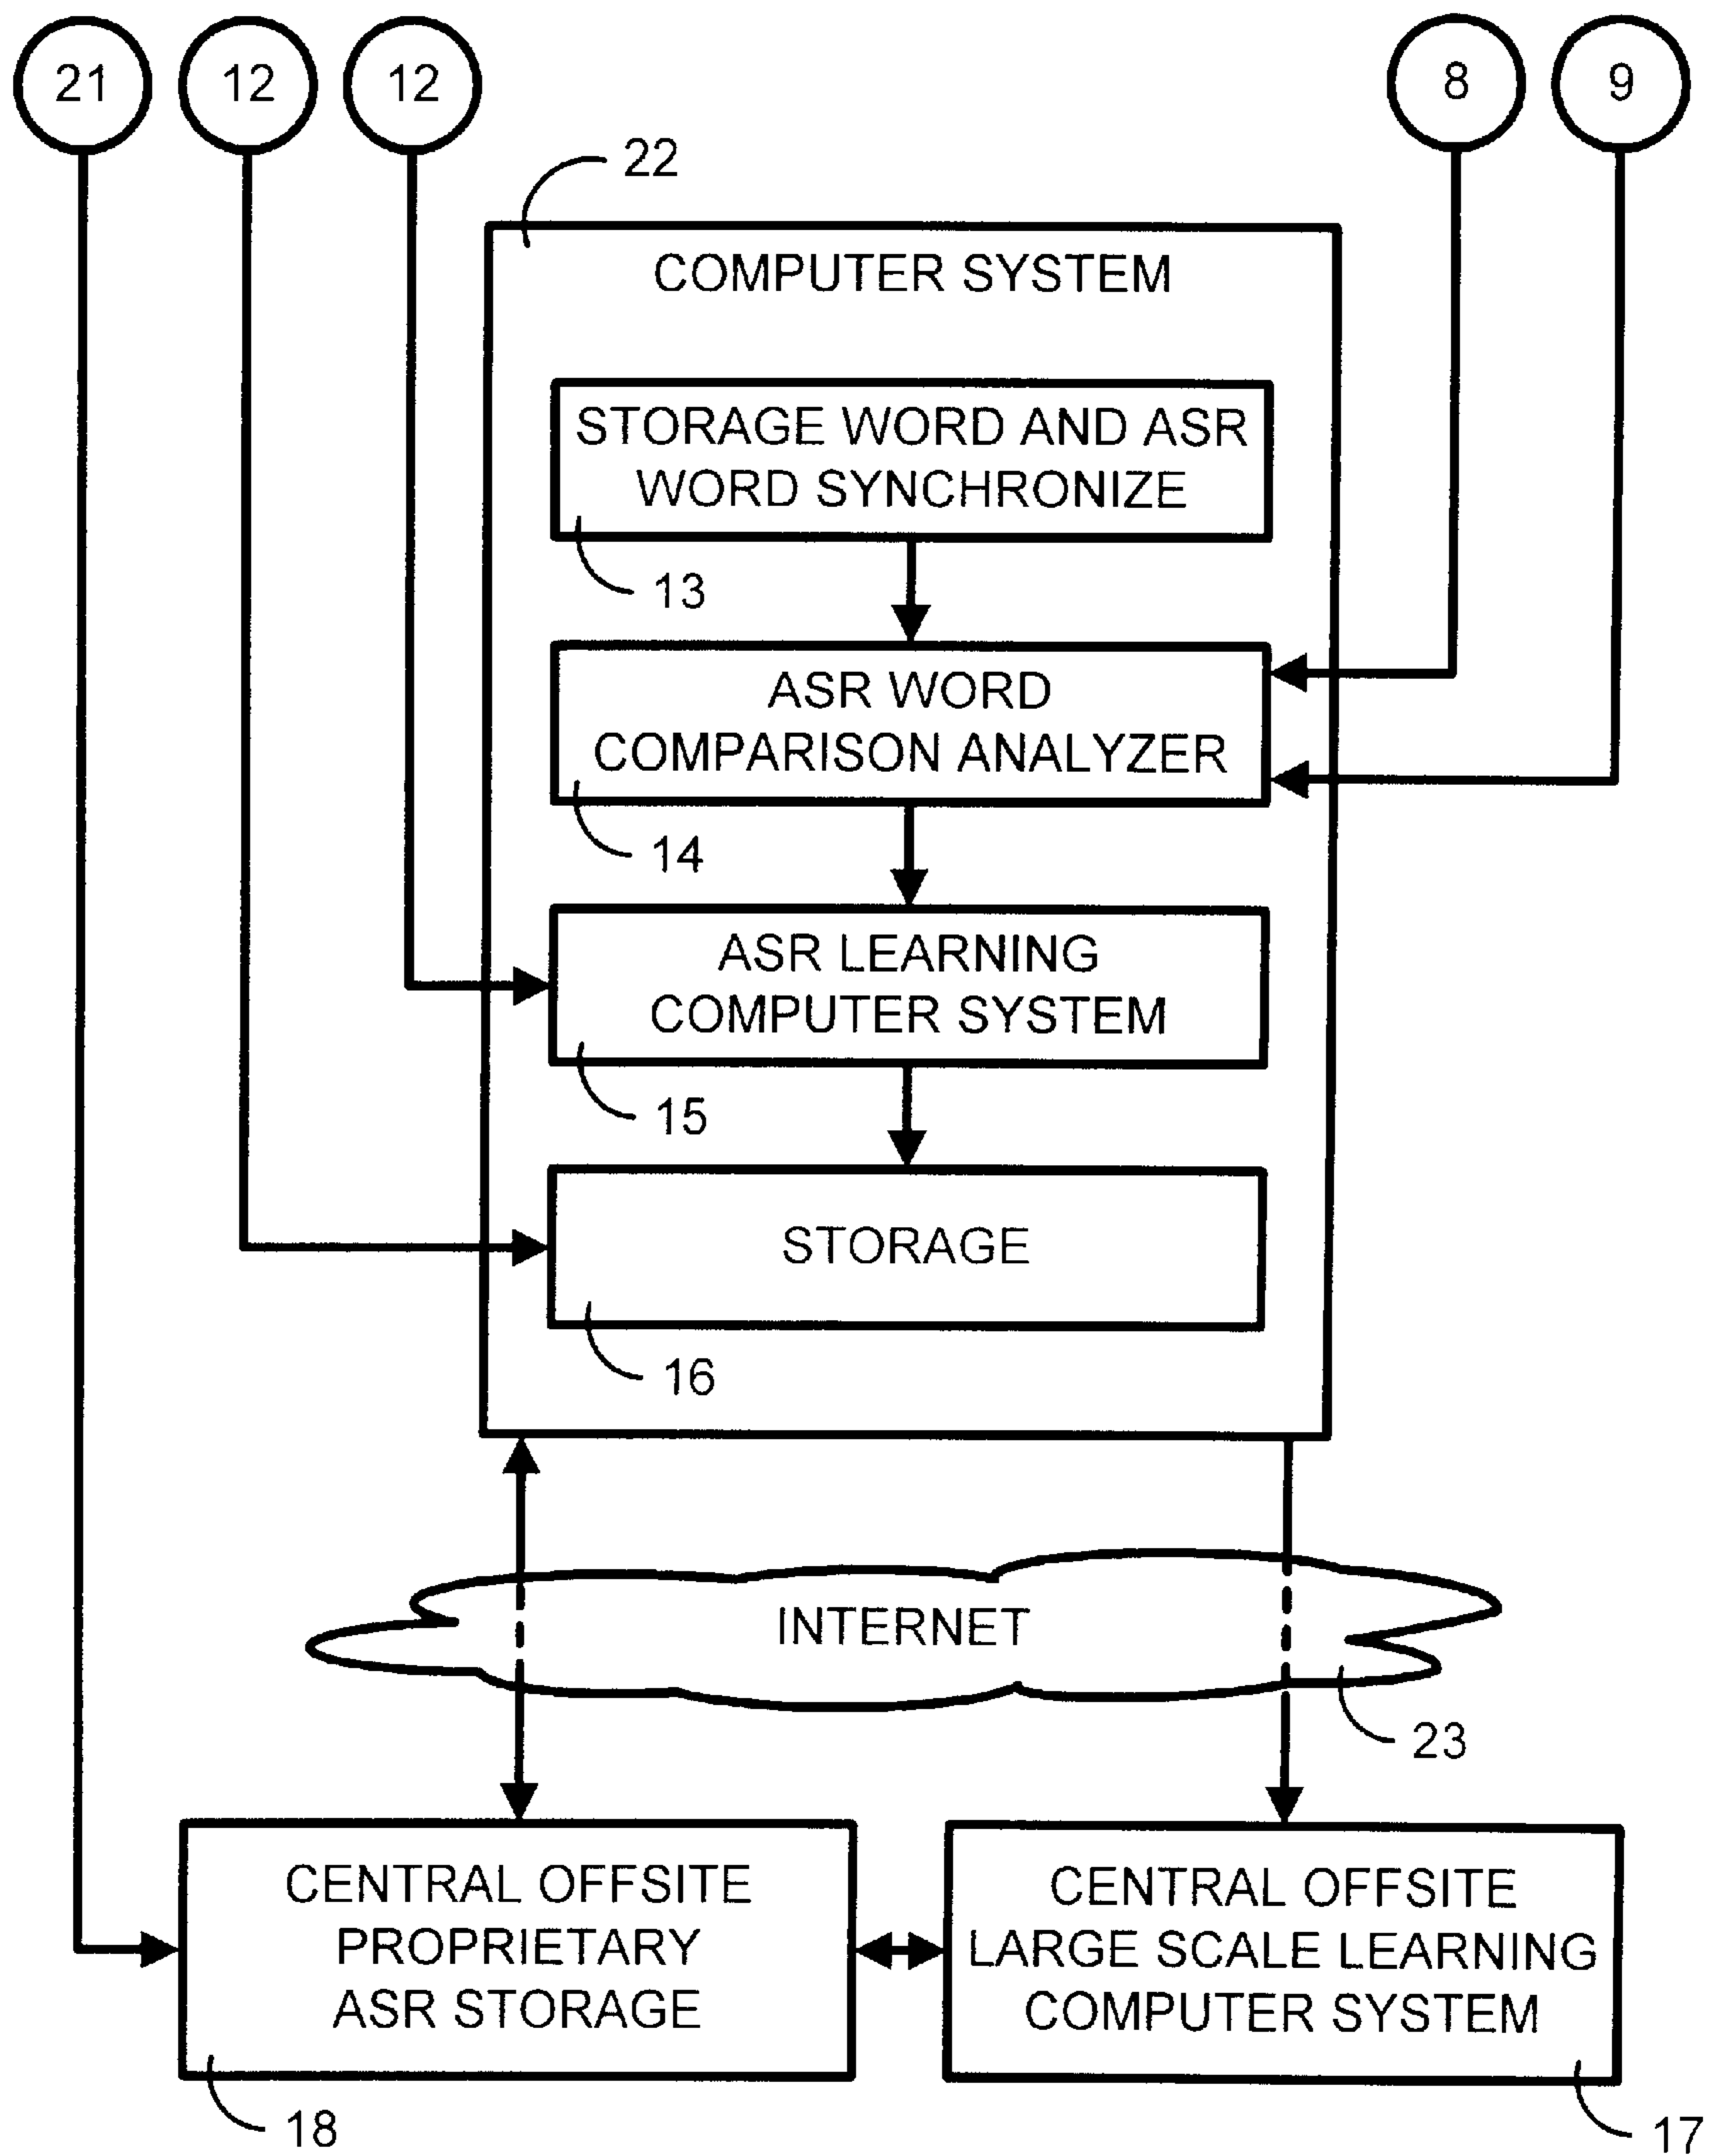 21 12 12 8 9
22
COMPUTER SYSTEM
STORAGE WORD AND ASR
WORD SYNCHRONIZE
13
ASR WORD
COMPARISON ANALYZER
14
ASR LEARNING
COMPUTER SYSTEM
15
STORAGE
16
INTERNET
23
CENTRAL OFFSITE
PROPRIETARY
ASR STORAGE
18
CENTRAL OFFSITE
LARGE SCALE LEARNING
COMPUTER SYSTEM
17